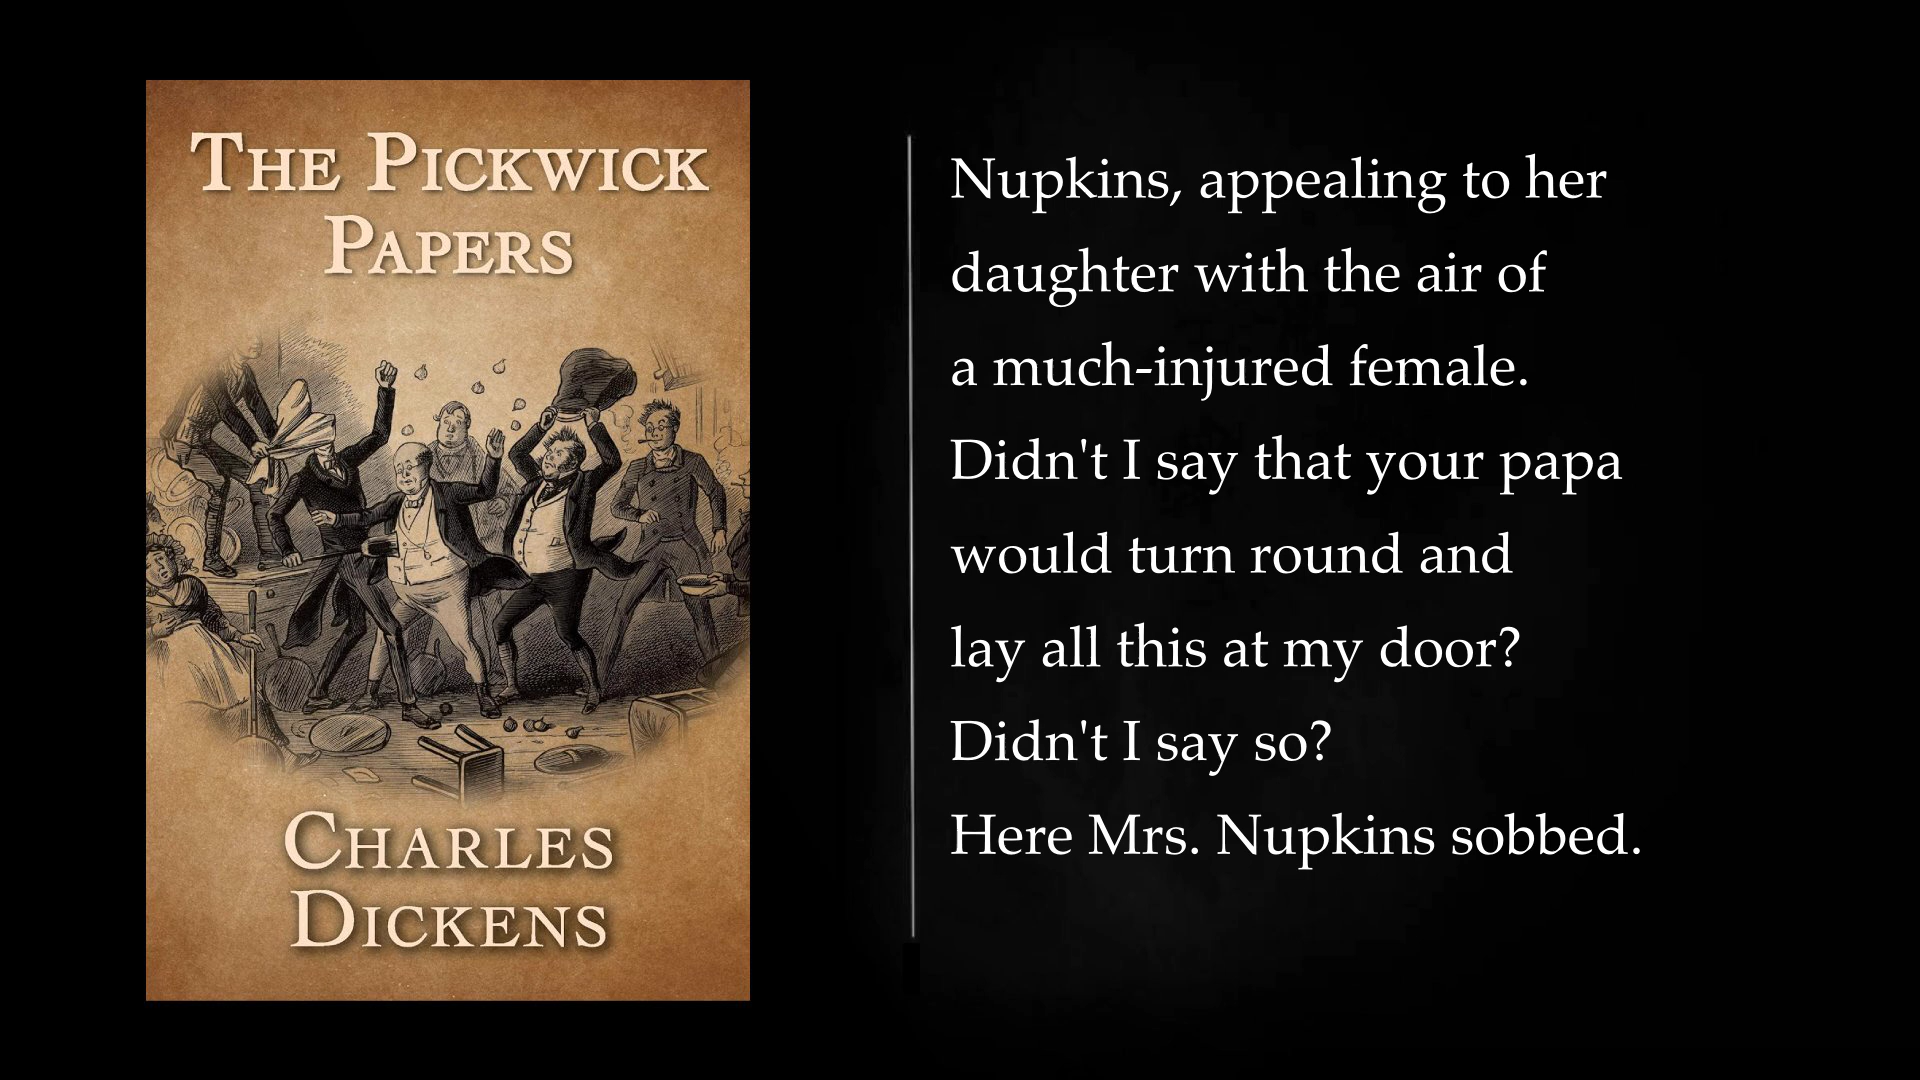 THE PICKWICK
PAPERS
CHARLES
DICKENS
Nupkins, appealing to her
daughter with the air of
a much-injured female.
Didn't I say that your papa
would turn round and
lay all this at my door?
Didn't I say so?
Here Mrs. Nupkins sobbed.